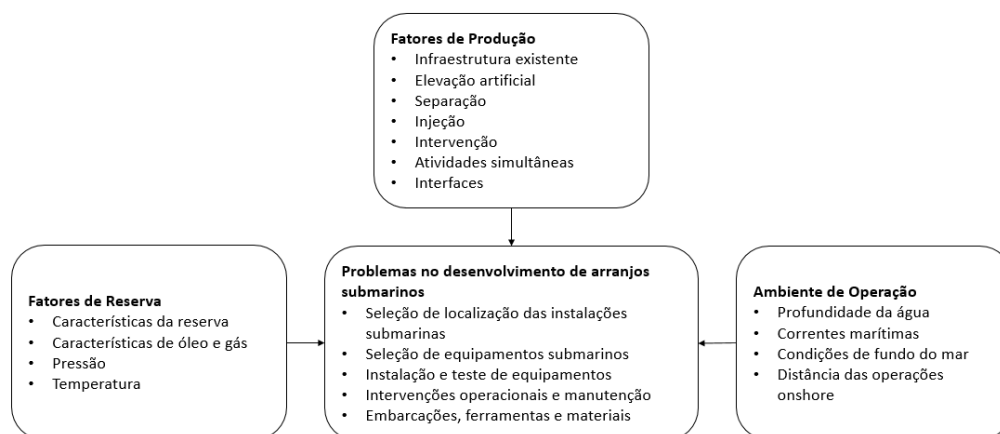 Fatores de Produção
• Infraestrutura existente
• Elevação artificial
• Separação
• Injeção
• Intervenção
• Atividades simultâneas
• Interfaces
Fatores de Reserva
• Características da reserva
• Características de óleo e gás
• Pressão
• Temperatura
Problemas no desenvolvimento de arranjos
submarinos
• Seleção de localização das instalações
submarinas
• Seleção de equipamentos submarinos
• Instalação e teste de equipamentos
• Intervenções operacionais e manutenção
• Embarcações, ferramentas e materiais
Ambiente de Operação
• Profundidade da água
• Correntes marítimas
• Condições de fundo do mar
• Distância das operações
onshore